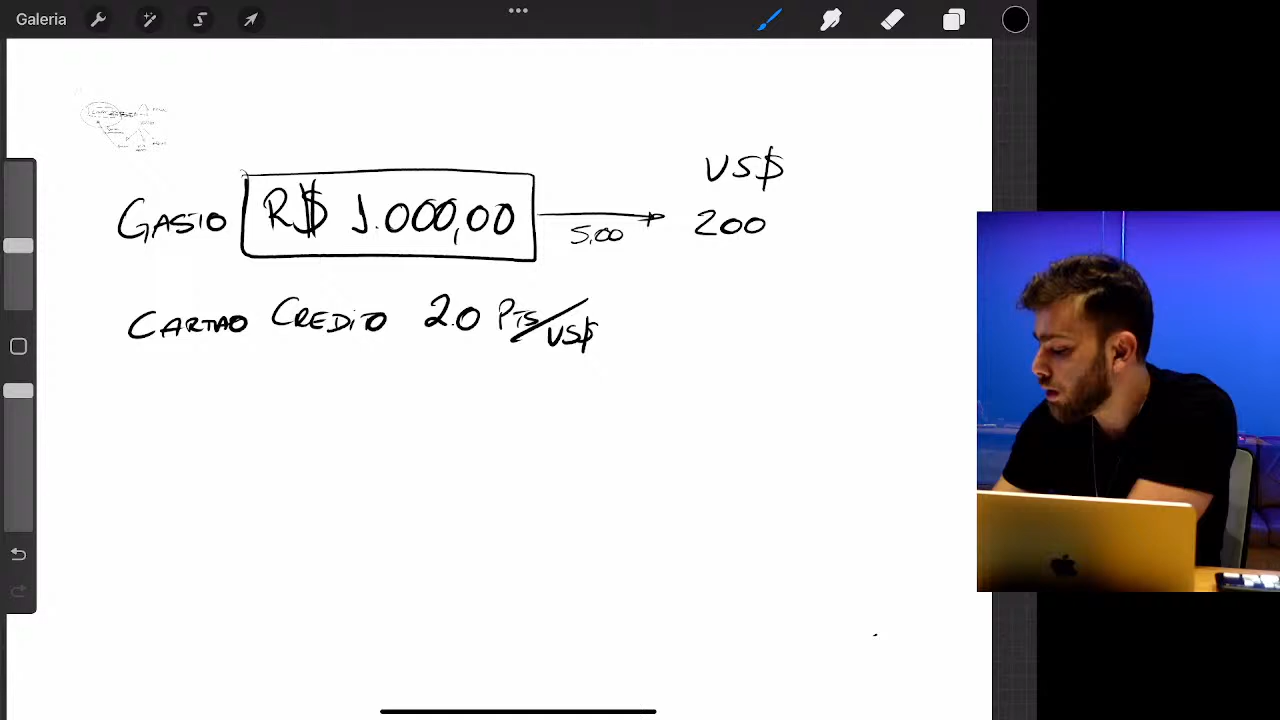 Galeria
US$
GASTO R$ 1.000,00 5,00 200
CARTAO CREDITO 2.0 PTS/US$